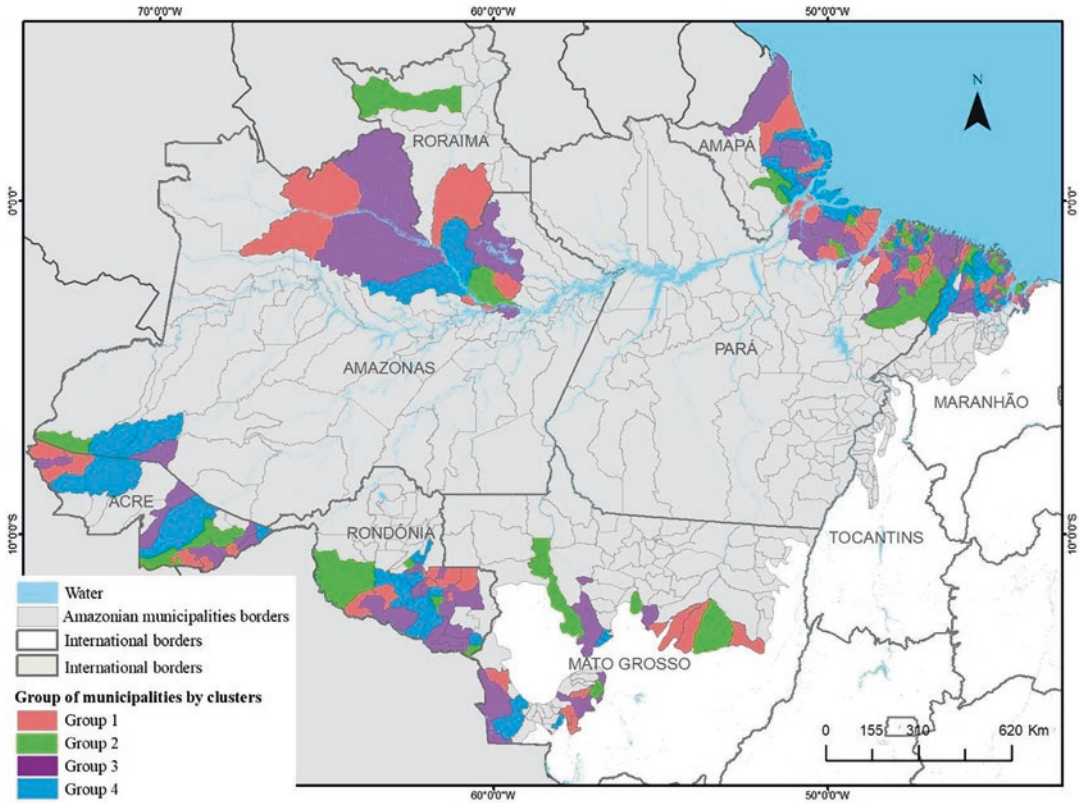 70°0'0"W 60°0'0"W 50°0'0"W
N
RORAIMA
AMAPÁ
0°0'0" 0°0'0"
AMAZONAS
PARÁ
MARANHÃO
ACRE
RONDÔNIA
10°0'0"S 10°0'0"S
TOCANTINS
MATO GROSSO
Water
Amazonian municipalities borders
International borders
International borders
Group of municipalities by clusters
Group 1
Group 2
Group 3
Group 4
0 155 310 620 Km
60°0'0"W 50°0'0"W